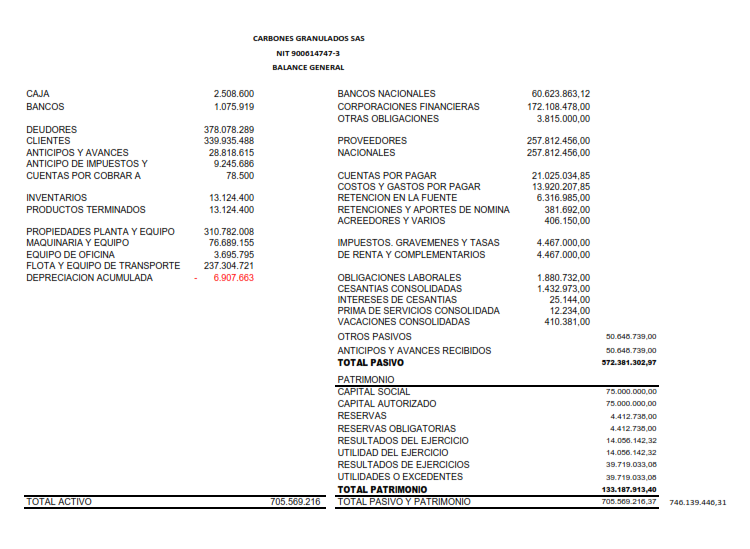 CARBONES GRANULADOS SAS
NIT 900614747-3
BALANCE GENERAL
CAJA 2.508.600 BANCOS NACIONALES 60.623.863,12
BANCOS 1.075.919 CORPORACIONES FINANCIERAS 172.108.478,00
OTRAS OBLIGACIONES 3.815.000,00
DEUDORES 378.078.289
CLIENTES 339.935.488 PROVEEDORES 257.812.456,00
ANTICIPOS Y AVANCES 28.818.615 NACIONALES 257.812.456,00
ANTICIPO DE IMPUESTOS Y 9.245.686
CUENTAS POR COBRAR A 78.500 CUENTAS POR PAGAR 21.025.034,85
COSTOS Y GASTOS POR PAGAR 13.920.207,85
INVENTARIOS 13.124.400 RETENCION EN LA FUENTE 6.316.985,00
PRODUCTOS TERMINADOS 13.124.400 RETENCIONES Y APORTES DE NOMINA 381.692,00
ACREEDORES Y VARIOS 406.150,00
PROPIEDADES PLANTA Y EQUIPO 310.782.008
MAQUINARIA Y EQUIPO 76.689.155 IMPUESTOS. GRAVEMENES Y TASAS 4.467.000,00
EQUIPO DE OFICINA 3.695.795 DE RENTA Y COMPLEMENTARIOS 4.467.000,00
FLOTA Y EQUIPO DE TRANSPORTE 237.304.721
DEPRECIACION ACUMULADA - 6.907.663 OBLIGACIONES LABORALES 1.880.732,00
CESANTIAS CONSOLIDADAS 1.432.973,00
INTERESES DE CESANTIAS 25.144,00
PRIMA DE SERVICIOS CONSOLIDADA 12.234,00
VACACIONES CONSOLIDADAS 410.381,00
OTROS PASIVOS 50.648.739,00
ANTICIPOS Y AVANCES RECIBIDOS 50.648.739,00
TOTAL PASIVO 572.381.302,97
PATRIMONIO
CAPITAL SOCIAL 75.000.000,00
CAPITAL AUTORIZADO 75.000.000,00
RESERVAS 4.412.738,00
RESERVAS OBLIGATORIAS 4.412.738,00
RESULTADOS DEL EJERCICIO 14.056.142,32
UTILIDAD DEL EJERCICIO 14.056.142,32
RESULTADOS DE EJERCICIOS 39.719.033,08
UTILIDADES O EXCEDENTES 39.719.033,08
TOTAL PATRIMONIO 133.187.913,40
TOTAL ACTIVO 705.569.216 TOTAL PASIVO Y PATRIMONIO 705.569.216,37 746.139.446,31